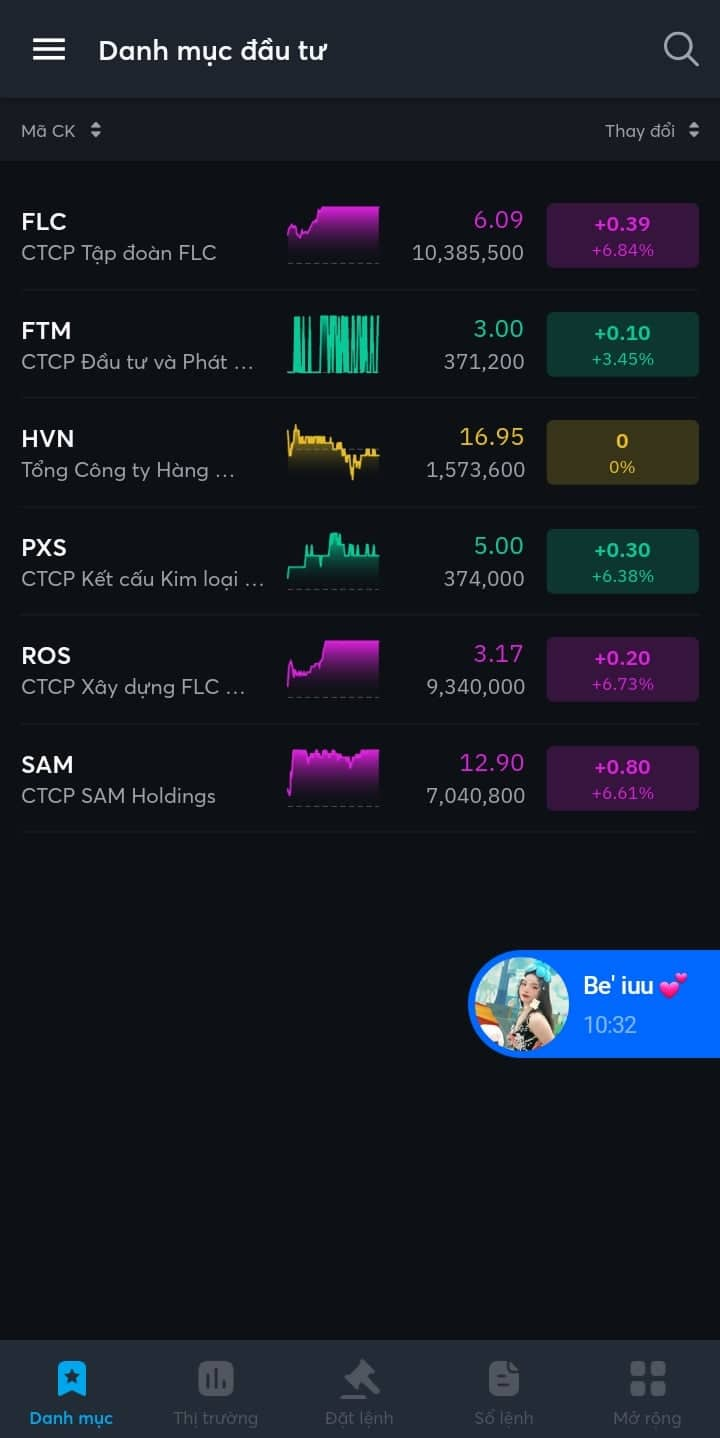 Danh mục đầu tư
Mã CK
Thay đổi
FLC
CTCP Tập đoàn FLC
6.09
10,385,500
+0.39
+6.84%
FTM
CTCP Đầu tư và Phát ...
3.00
371,200
+0.10
+3.45%
HVN
Tổng Công ty Hàng ...
16.95
1,573,600
0
0%
PXS
CTCP Kết cấu Kim loại ...
5.00
374,000
+0.30
+6.38%
ROS
CTCP Xây dựng FLC ...
3.17
9,340,000
+0.20
+6.73%
SAM
CTCP SAM Holdings
12.90
7,040,800
+0.80
+6.61%
Be' iuu 💕
10:32
Danh mục
Thị trường
Đặt lệnh
Sổ lệnh
Mở rộng